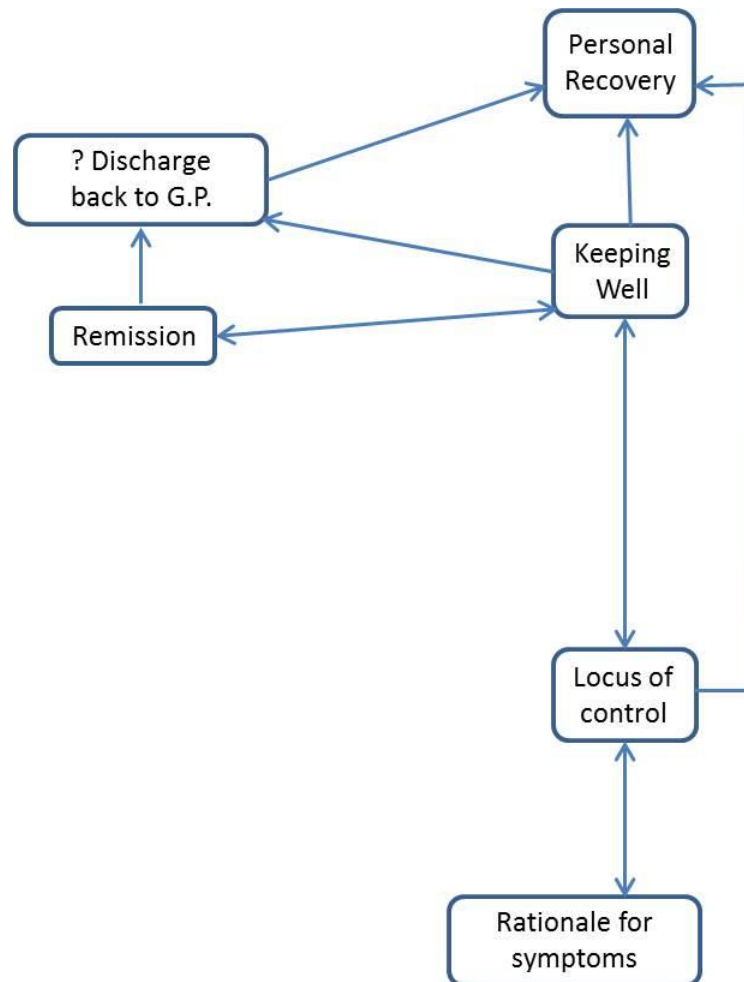 Personal
Recovery
? Discharge
back to G.P.
Keeping
Well
Remission
Locus of
control
Rationale for
symptoms